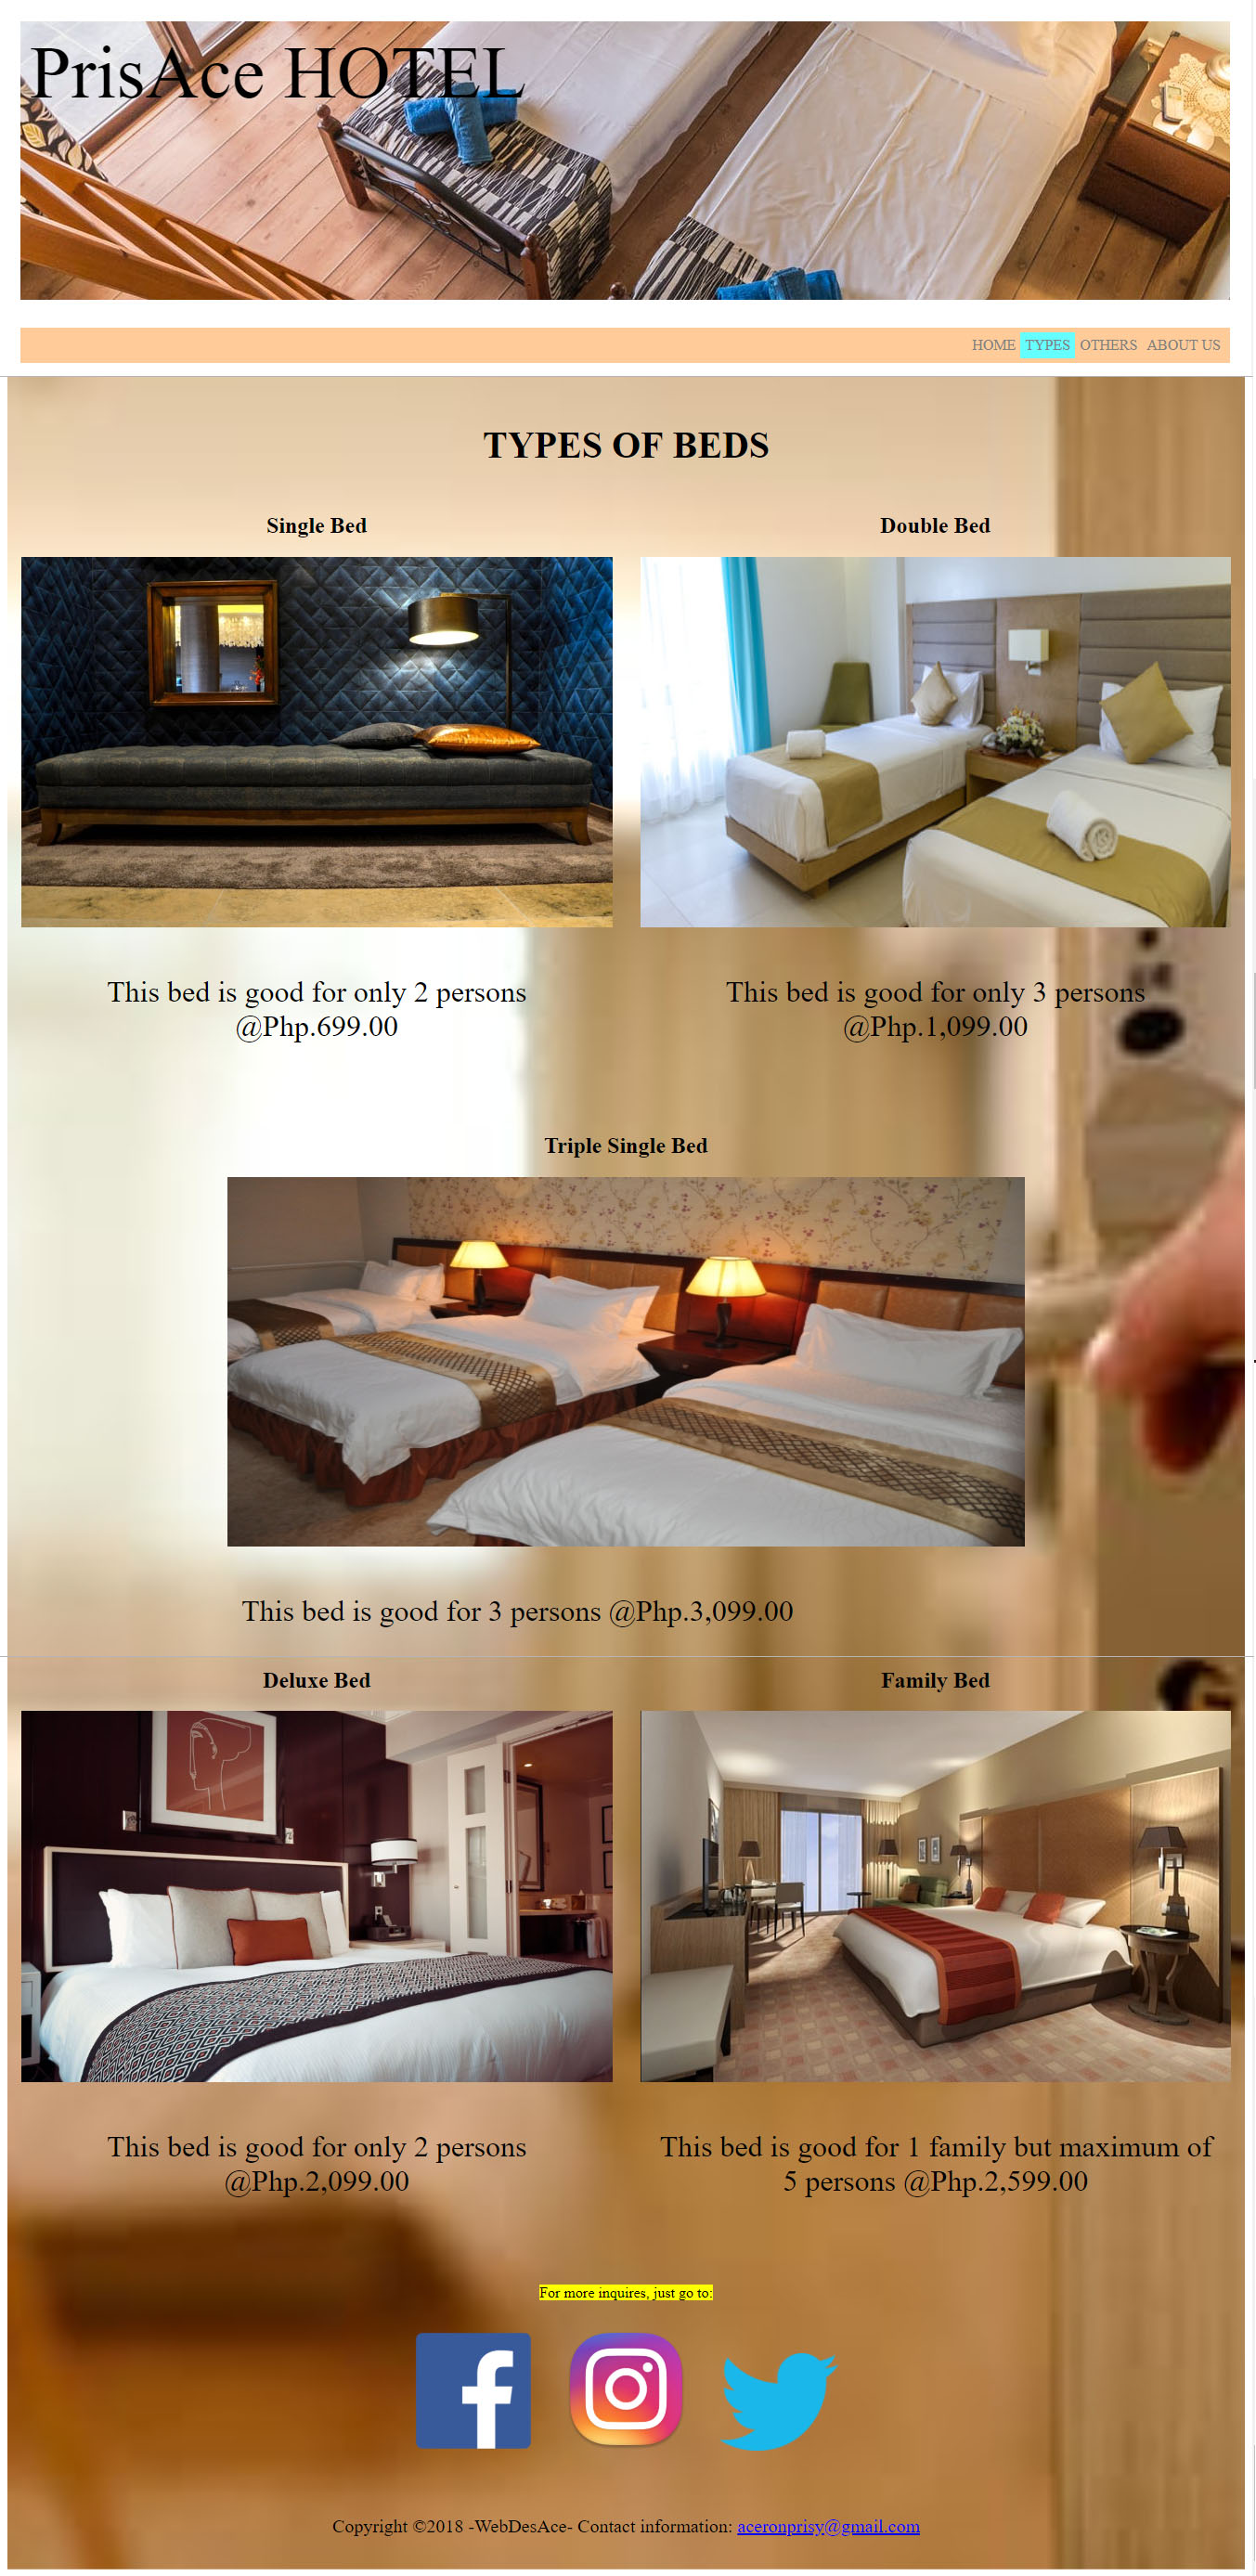 PrisAce HOTEL
HOME TYPES OTHERS ABOUT US
TYPES OF BEDS
Single Bed
Double Bed
This bed is good for only 2 persons
@Php.699.00
This bed is good for only 3 persons
@Php.1,099.00
Triple Single Bed
This bed is good for 3 persons @Php.3,099.00
Deluxe Bed
Family Bed
This bed is good for only 2 persons
@Php.2,099.00
This bed is good for 1 family but maximum of
5 persons @Php.2,599.00
For more inquires, just go to:
Copyright ©2018 -WebDesAce- Contact information: aceronprisy@gmail.com